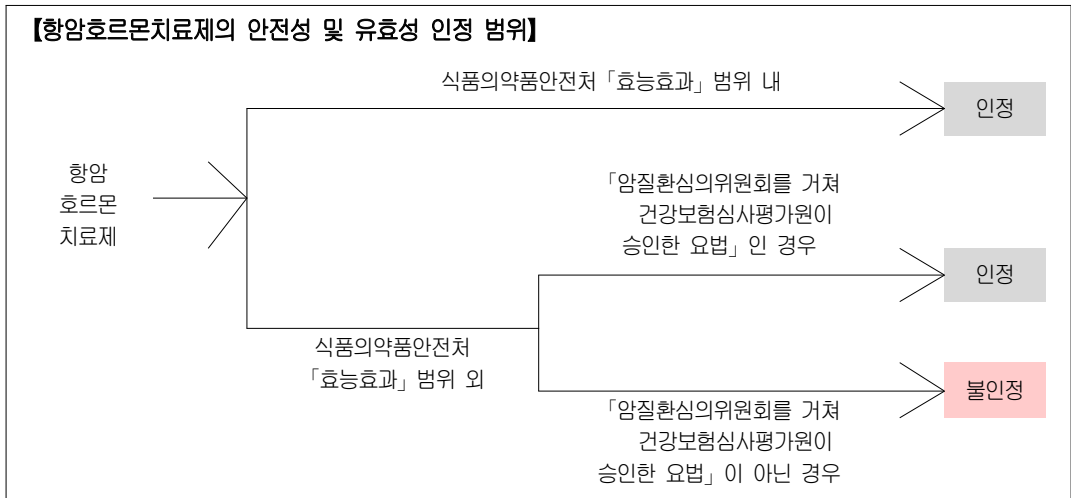 【항암호르몬치료제의 안전성 및 유효성 인정 범위】
식품의약품안전처「효능효과」범위 내
인정
항암
호르몬
치료제
「암질환심의위원회를 거쳐
건강보험심사평가원이
승인한 요법」인 경우
인정
식품의약품안전처
「효능효과」범위 외
불인정
「암질환심의위원회를 거쳐
건강보험심사평가원이
승인한 요법」이 아닌 경우